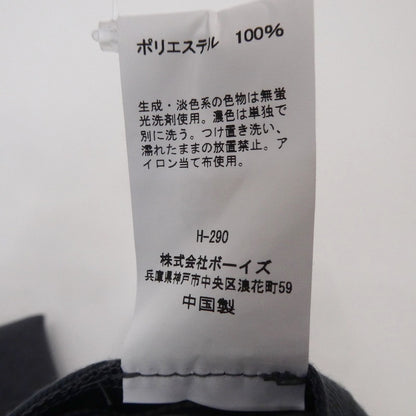 ポリエステル 100%
生成・淡色系の色物は無蛍
光洗剤使用。濃色は単独で
別に洗う。つけ置き洗い、
濡れたままの放置禁止。ア
イロン当て布使用。
H-290
株式会社ボーイズ
兵庫県神戸市中央区浪花町59
中国製